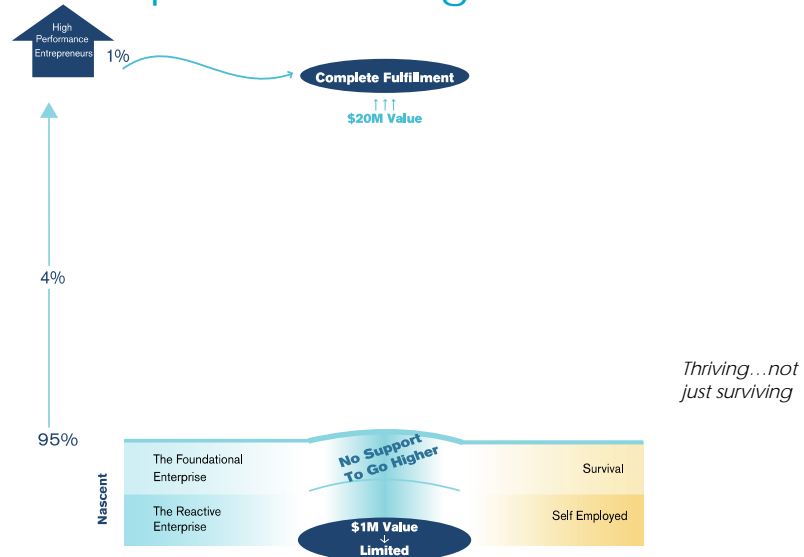 High
Performance
Entrepreneurs
1%
Complete Fulfillment
↑↑↑
$20M Value
4%
Thriving…not
just surviving
95%
Nascent
The Foundational
Enterprise
No Support
To Go Higher
Survival
The Reactive
Enterprise
Self Employed
$1M Value
↓
Limited